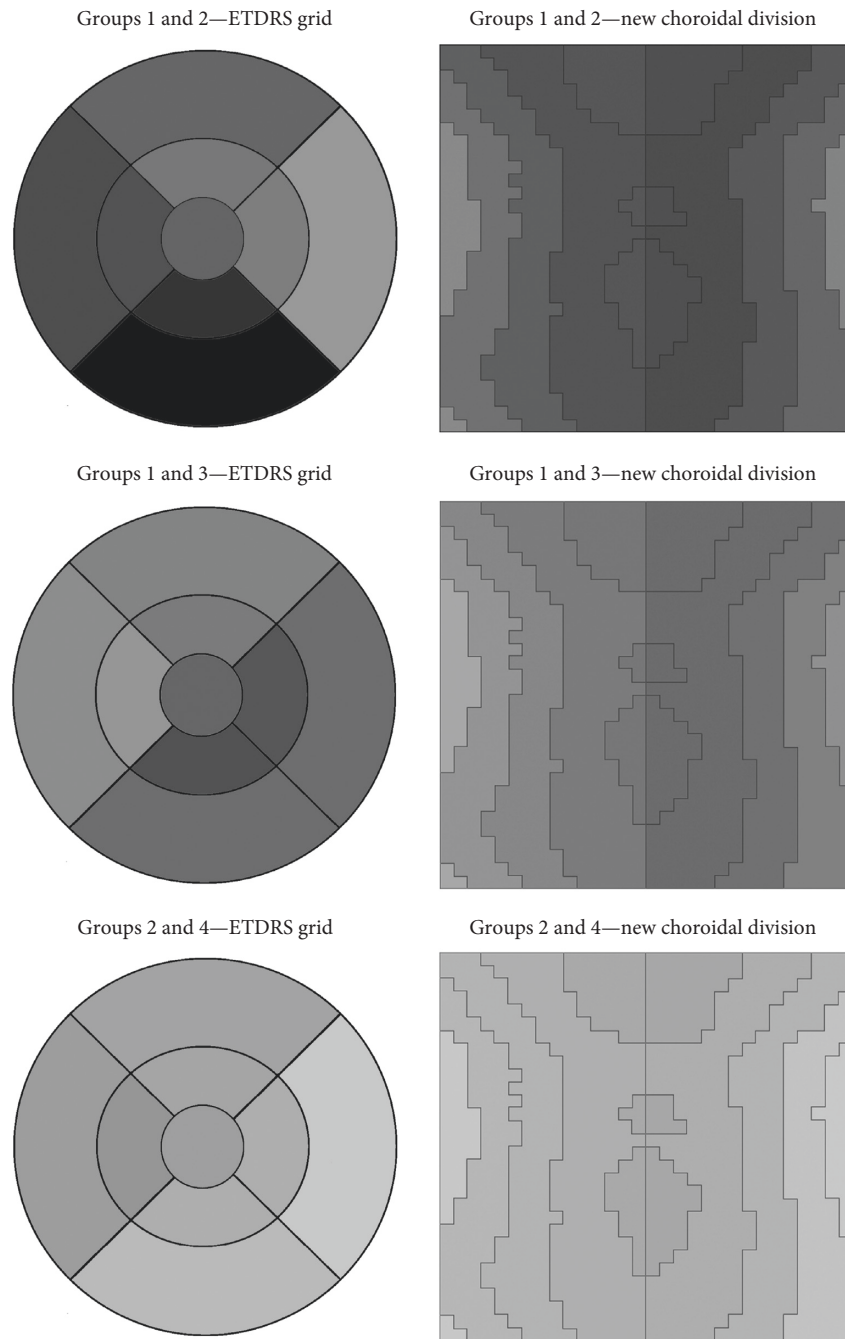 Groups 1 and 2—ETDRS grid
Groups 1 and 2—new choroidal division
Groups 1 and 3—ETDRS grid
Groups 1 and 3—new choroidal division
Groups 2 and 4—ETDRS grid
Groups 2 and 4—new choroidal division